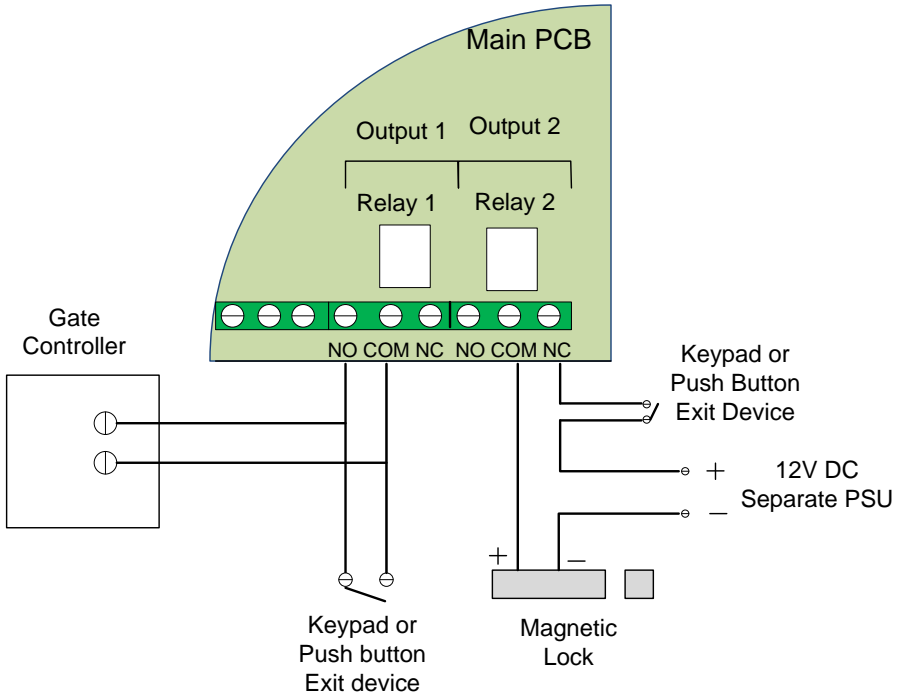 Main PCB
Output 1
Output 2
Relay 1
Relay 2
NO COM NC NO COM NC
Gate
Controller
Keypad or
Push Button
Exit Device
+
12V DC
Separate PSU
–
+
–
Keypad or
Push button
Exit device
Magnetic
Lock